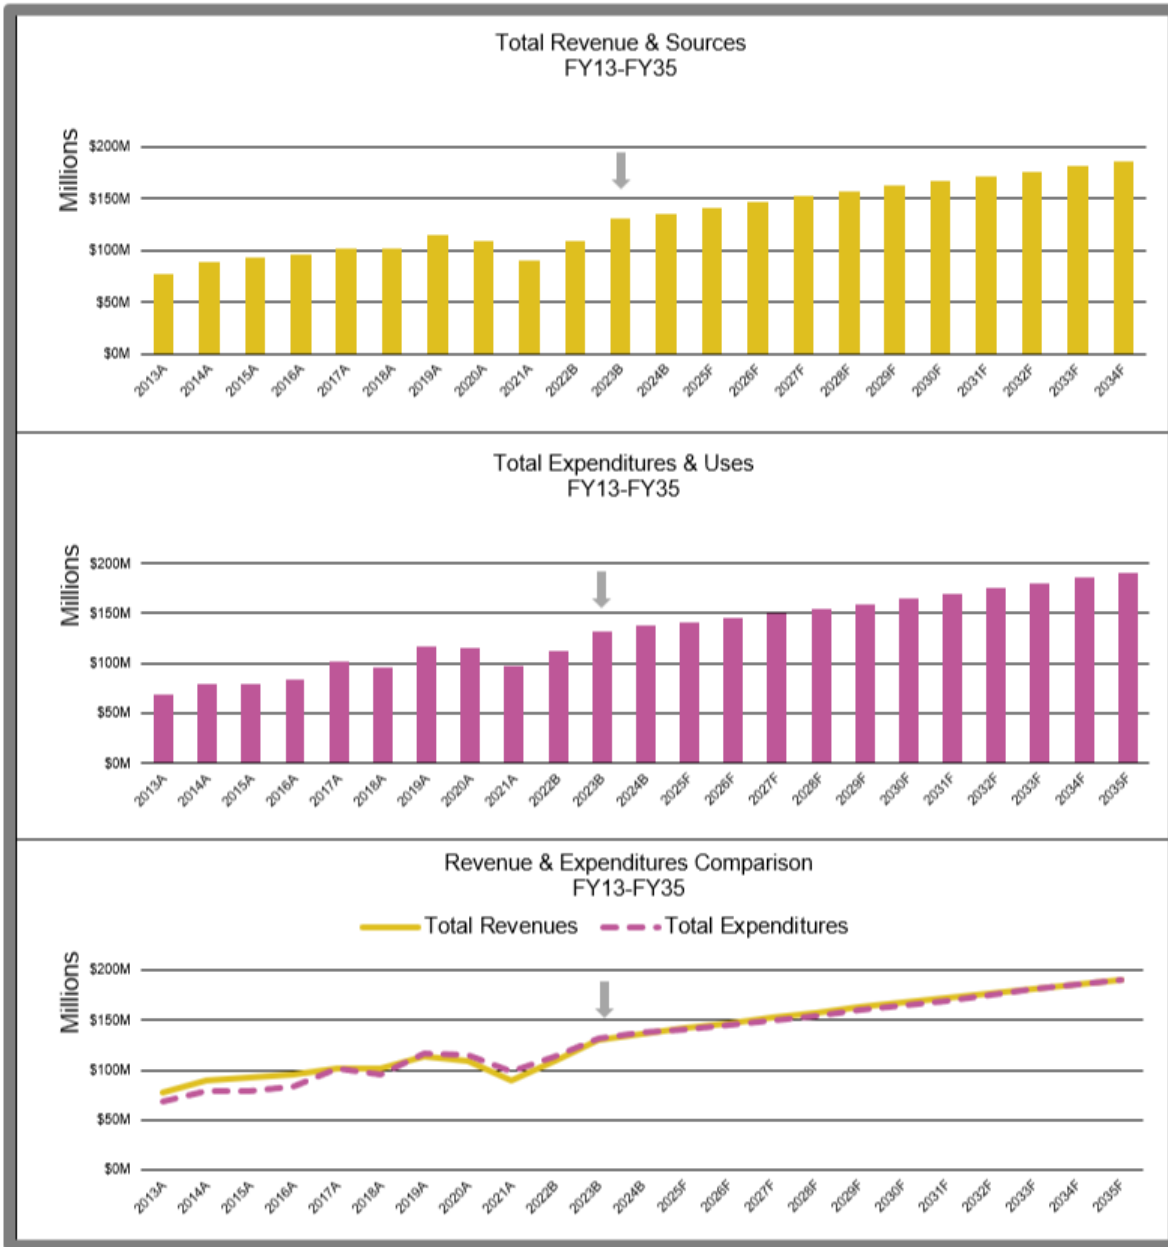 Total Revenue & Sources
FY13-FY35
Millions
$200M
$150M
$100M
$50M
$0M
2013A 2014A 2015A 2016A 2017A 2018A 2019A 2020A 2021A 2022B 2023B 2024B 2025F 2026F 2027F 2028F 2029F 2030F 2031F 2032F 2033F 2034F
Total Expenditures & Uses
FY13-FY35
Millions
$200M
$150M
$100M
$50M
$0M
2013A 2014A 2015A 2016A 2017A 2018A 2019A 2020A 2021A 2022B 2023B 2024B 2025F 2026F 2027F 2028F 2029F 2030F 2031F 2032F 2033F 2034F 2035F
Revenue & Expenditures Comparison
FY13-FY35
Total Revenues Total Expenditures
Millions
$200M
$150M
$100M
$50M
$0M
2013A 2014A 2015A 2016A 2017A 2018A 2019A 2020A 2021A 2022B 2023B 2024B 2025F 2026F 2027F 2028F 2029F 2030F 2031F 2032F 2033F 2034F 2035F